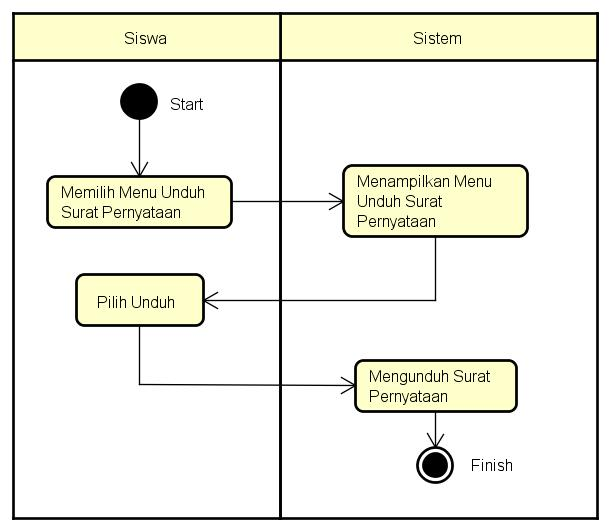 Siswa
Sistem
Start
Memilih Menu Unduh
Surat Pernyataan
Menampilkan Menu
Unduh Surat
Pernyataan
Pilih Unduh
Mengunduh Surat
Pernyataan
Finish